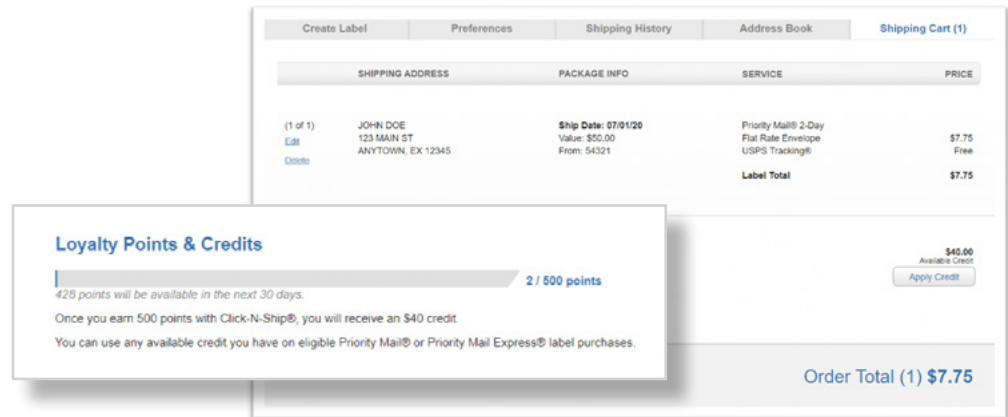 Create Label Preferences Shipping History Address Book Shipping Cart (1)
SHIPPING ADDRESS PACKAGE INFO SERVICE PRICE
(1 of 1) JOHN DOE Ship Date: 07/01/20 Priority Mail® 2-Day
Edit 123 MAIN ST Value: $50.00 Flat Rate Envelope $7.75
ANYTOWN, EX 12345 From: 54321 USPS Tracking® Free
Delete
Label Total $7.75
Loyalty Points & Credits
2 / 500 points
428 points will be available in the next 30 days.
Once you earn 500 points with Click-N-Ship®, you will receive an $40 credit.
You can use any available credit you have on eligible Priority Mail® or Priority Mail Express® label purchases.
$40.00
Available Credit
Apply Credit
Order Total (1) $7.75